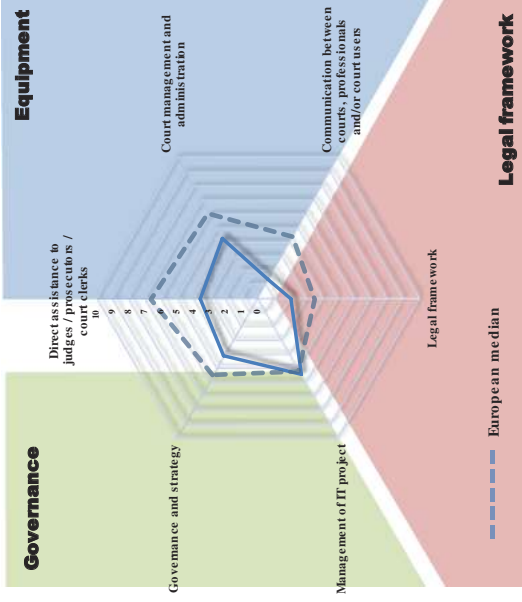 Governance
Equipment
Direct assistance to
judges / prosecutors /
court clerks
10
9
8
7
6
5
4
3
2
1
0
Governance and strategy
Court management and
administration
Management of IT project
Communication between
courts, professionals
and/or court users
Legal framework
Legal framework
European median